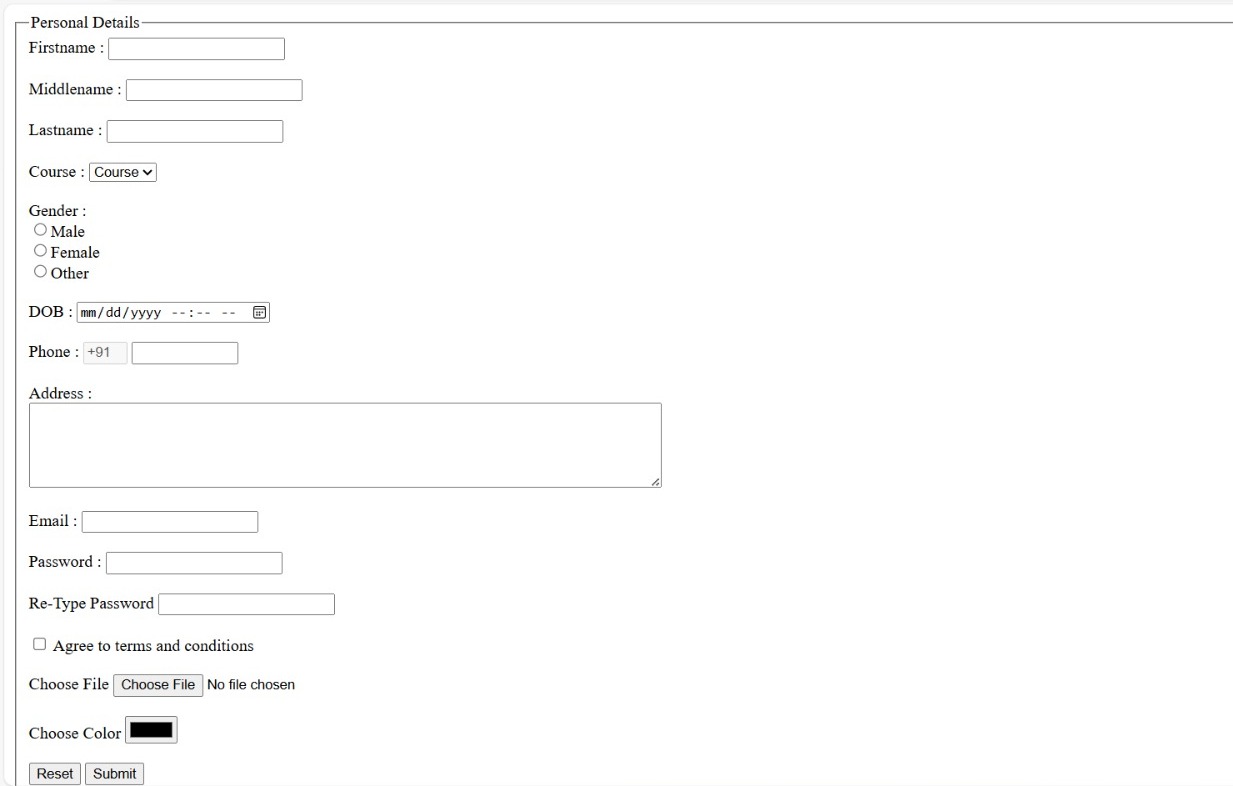 Personal Details
Firstname :
Middlename :
Lastname :
Course : Course
Gender :
Male
Female
Other
DOB : mm/dd/yyyy --:-- --
Phone : +91
Address :
Email :
Password :
Re-Type Password
Agree to terms and conditions
Choose File Choose File No file chosen
Choose Color
Reset Submit